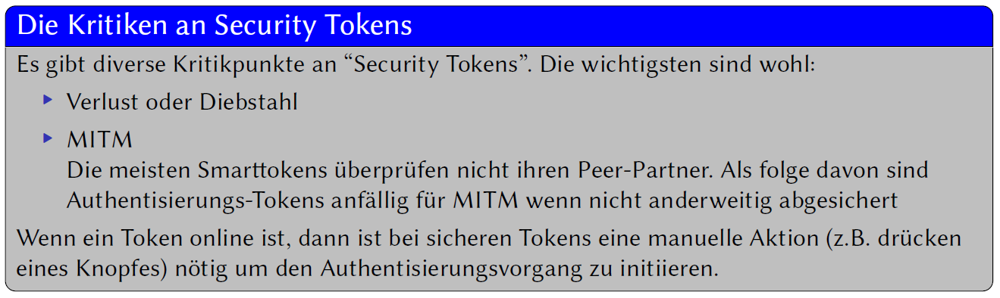 Die Kritiken an Security Tokens
Es gibt diverse Kritikpunkte an “Security Tokens”. Die wichtigsten sind wohl:
Verlust oder Diebstahl
MITM
Die meisten Smarttokens überprüfen nicht ihren Peer-Partner. Als folge davon sind
Authentisierungs-Tokens anfällig für MITM wenn nicht anderweitig abgesichert
Wenn ein Token online ist, dann ist bei sicheren Tokens eine manuelle Aktion (z.B. drücken
eines Knopfes) nötig um den Authentisierungsvorgang zu initiieren.